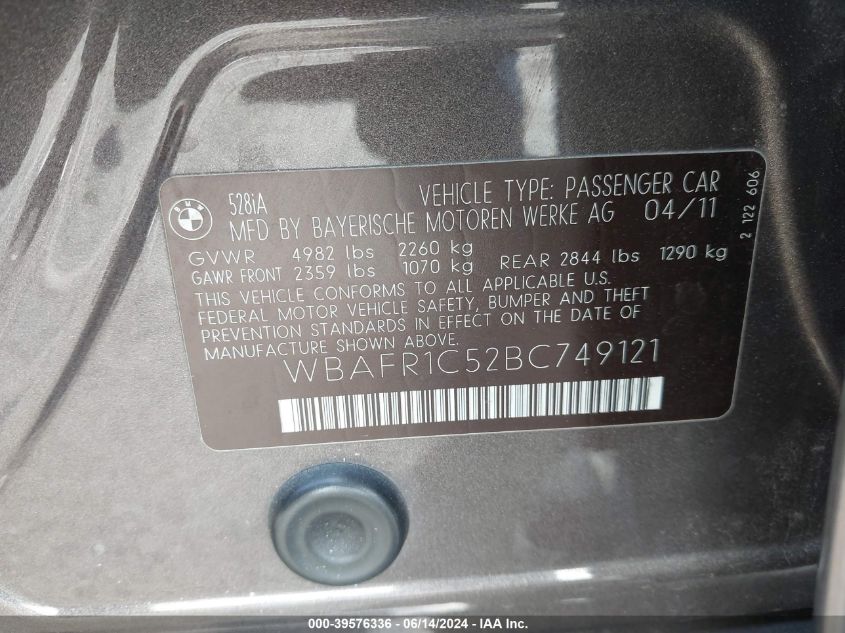 BMW
528iA
VEHICLE TYPE: PASSENGER CAR
MFD BY BAYERISCHE MOTOREN WERKE AG 04/11
GVWR 4982 lbs 2260 kg
GAWR FRONT 2359 lbs 1070 kg REAR 2844 lbs 1290 kg
THIS VEHICLE CONFORMS TO ALL APPLICABLE U.S.
FEDERAL MOTOR VEHICLE SAFETY, BUMPER AND THEFT
PREVENTION STANDARDS IN EFFECT ON THE DATE OF
MANUFACTURE SHOWN ABOVE.
WBAFR1C52BC749121
2 122 606
000-39576336 - 06/14/2024 - IAA Inc.